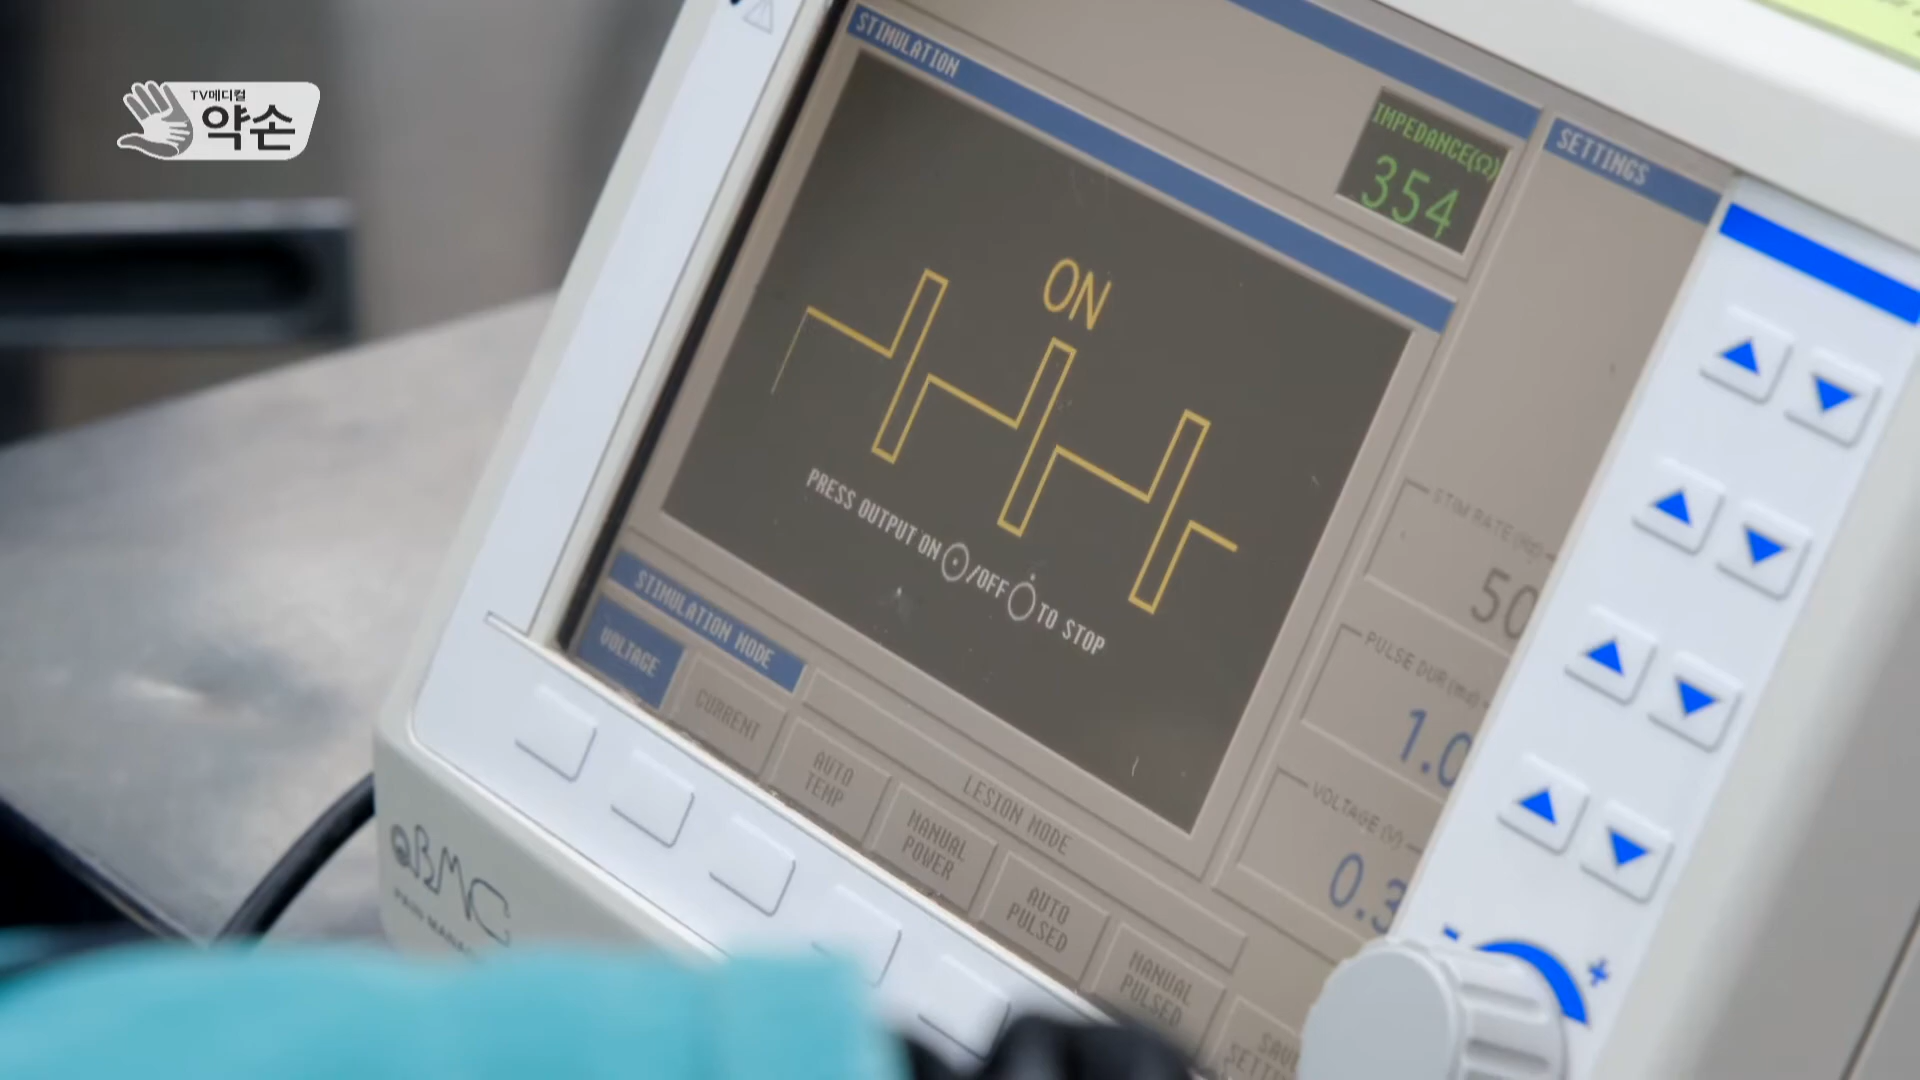 TV메디컬
약손
STIMULATION
IMPEDANCE(Ω)
354
SETTINGS
ON
PRESS OUTPUT ON /OFF TO STOP
STIM RATE (Hz)
50
PULSE DUR (ms)
1.0
VOLTAGE (V)
0.3
STIMULATION MODE
VOLTAGE
CURRENT
LESION MODE
AUTO
TEMP
MANUAL
POWER
AUTO
PULSED
MANUAL
PULSED
- +
BMC